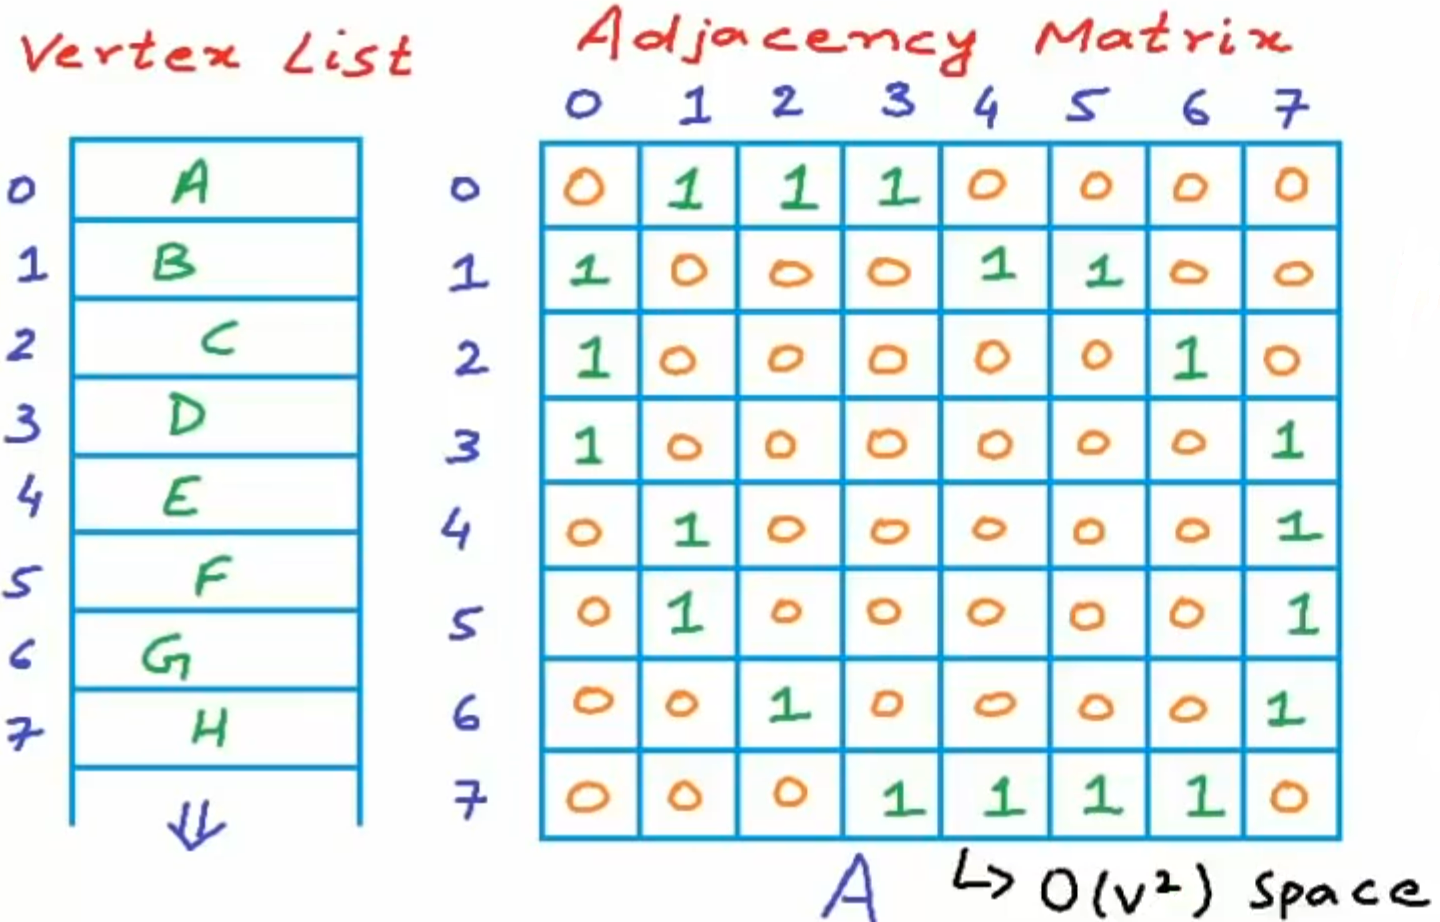 Vertex List
Adjacency Matrix
0 1 2 3 4 5 6 7
0 A
1 B
2 C
3 D
4 E
5 F
6 G
7 H
0 0 1 1 1 0 0 0 0
1 1 0 0 0 1 1 0 0
2 1 0 0 0 0 0 1 0
3 1 0 0 0 0 0 0 1
4 0 1 0 0 0 0 0 1
5 0 1 0 0 0 0 0 1
6 0 0 1 0 0 0 0 1
7 0 0 0 1 1 1 1 0
A ↳ O(v²) space